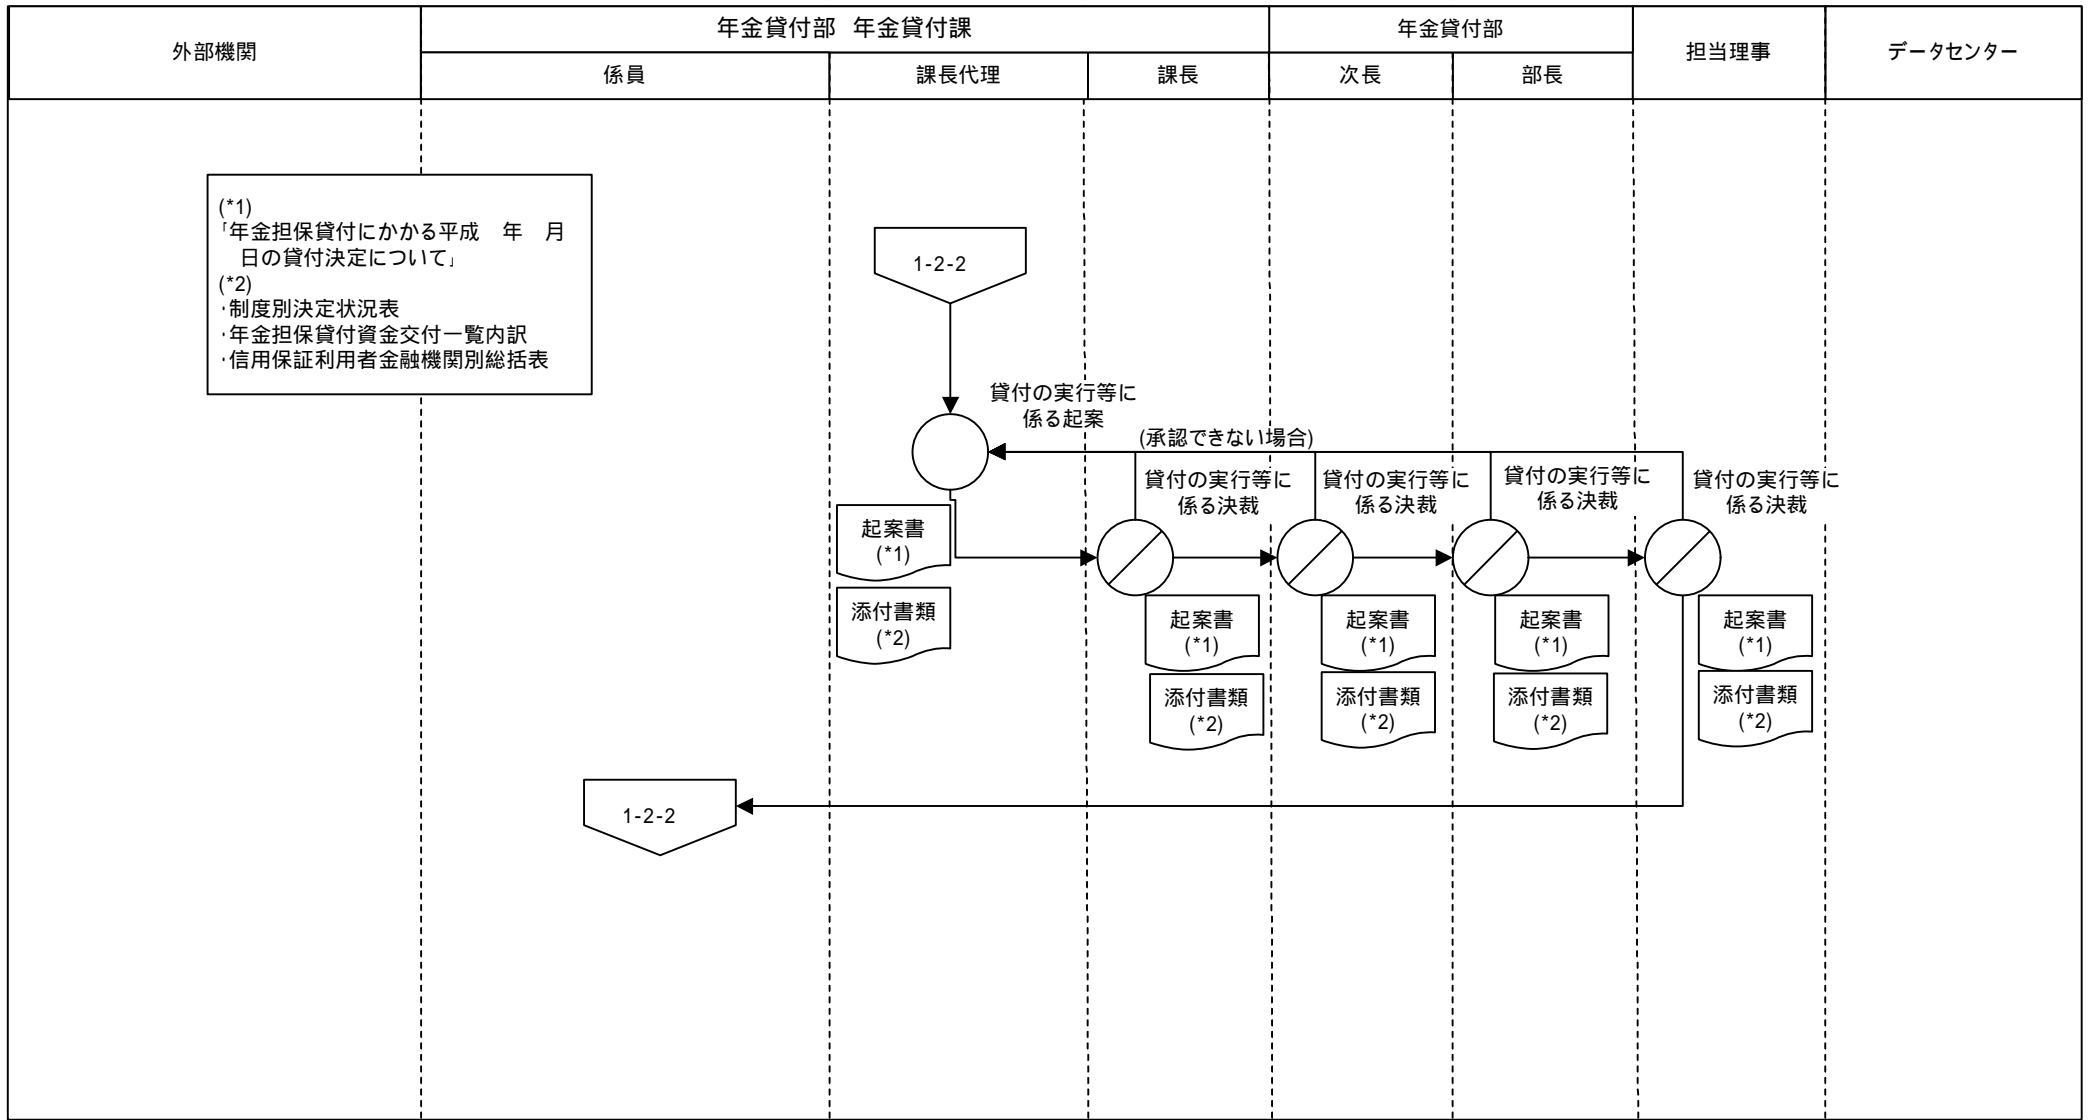 外部機関
年金貸付部 年金貸付課
年金貸付部
担当理事
データセンター
係員
課長代理
課長
次長
部長
(*1)
「年金担保貸付にかかる平成　年　月
日の貸付決定について」
(*2)
・制度別決定状況表
・年金担保貸付資金交付一覧内訳
・信用保証利用者金融機関別総括表
1-2-2
貸付の実行等に
係る起案
(承認できない場合)
貸付の実行等に
係る決裁
貸付の実行等に
係る決裁
貸付の実行等に
係る決裁
貸付の実行等に
係る決裁
起案書
(*1)
添付書類
(*2)
起案書
(*1)
添付書類
(*2)
起案書
(*1)
添付書類
(*2)
起案書
(*1)
添付書類
(*2)
起案書
(*1)
添付書類
(*2)
1-2-2